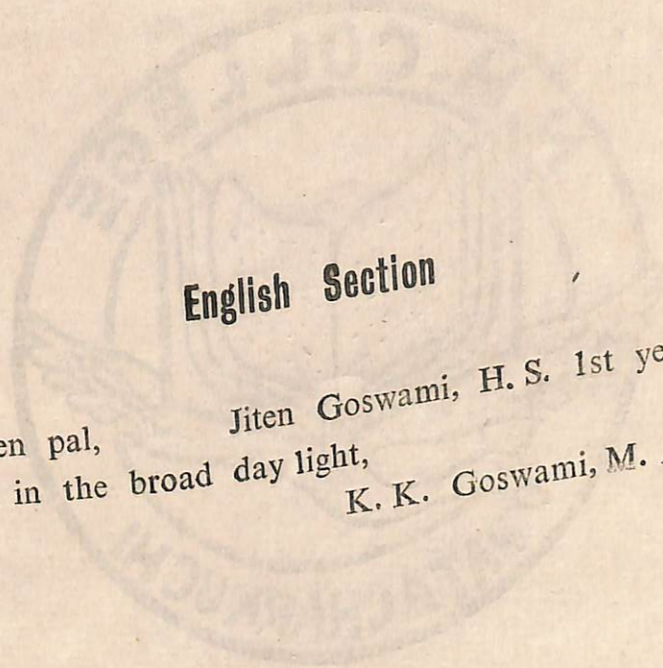 English Section
en pal, Jiten Goswami, H. S. 1st ye
in the broad day light,
K. K. Goswami, M.